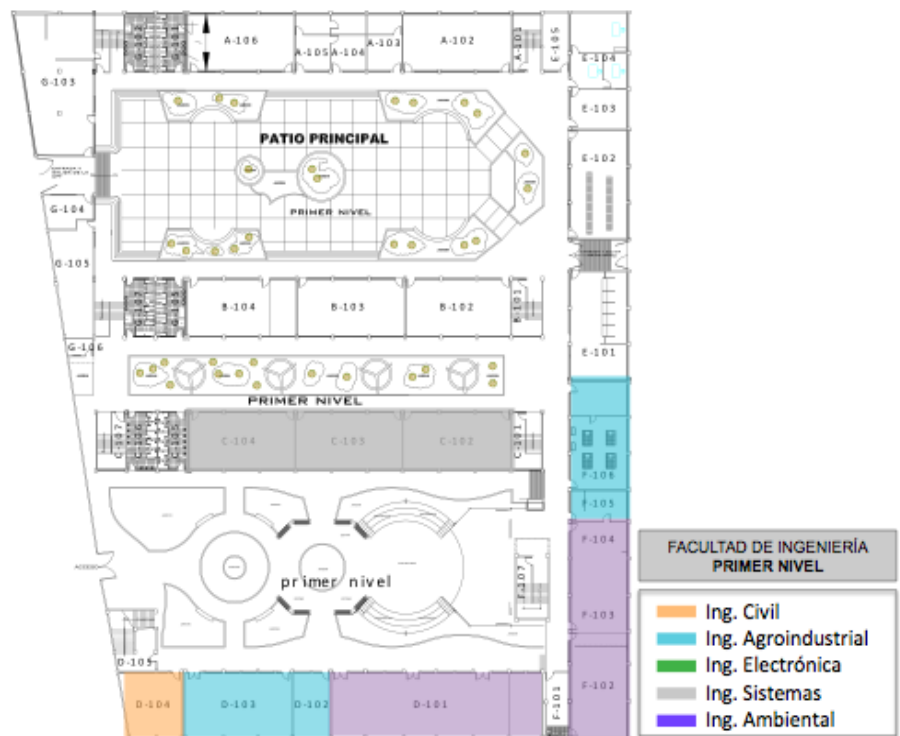 A-106
A-105
A-104
A-103
A-102
A-101
E-105
E-104
G-103
E-103
PATIO PRINCIPAL
E-102
PRIMER NIVEL
G-104
G-105
B-104
B-103
B-102
B-101
G-106
E-101
PRIMER NIVEL
C-107
C-106
C-105
C-104
C-103
C-102
C-101
F-106
F-105
F-104
ACCESO
primer nivel
F-107
F-103
D-105
D-104
D-103
D-102
D-101
F-101
F-102
FACULTAD DE INGENIERÍA
PRIMER NIVEL
Ing. Civil
Ing. Agroindustrial
Ing. Electrónica
Ing. Sistemas
Ing. Ambiental